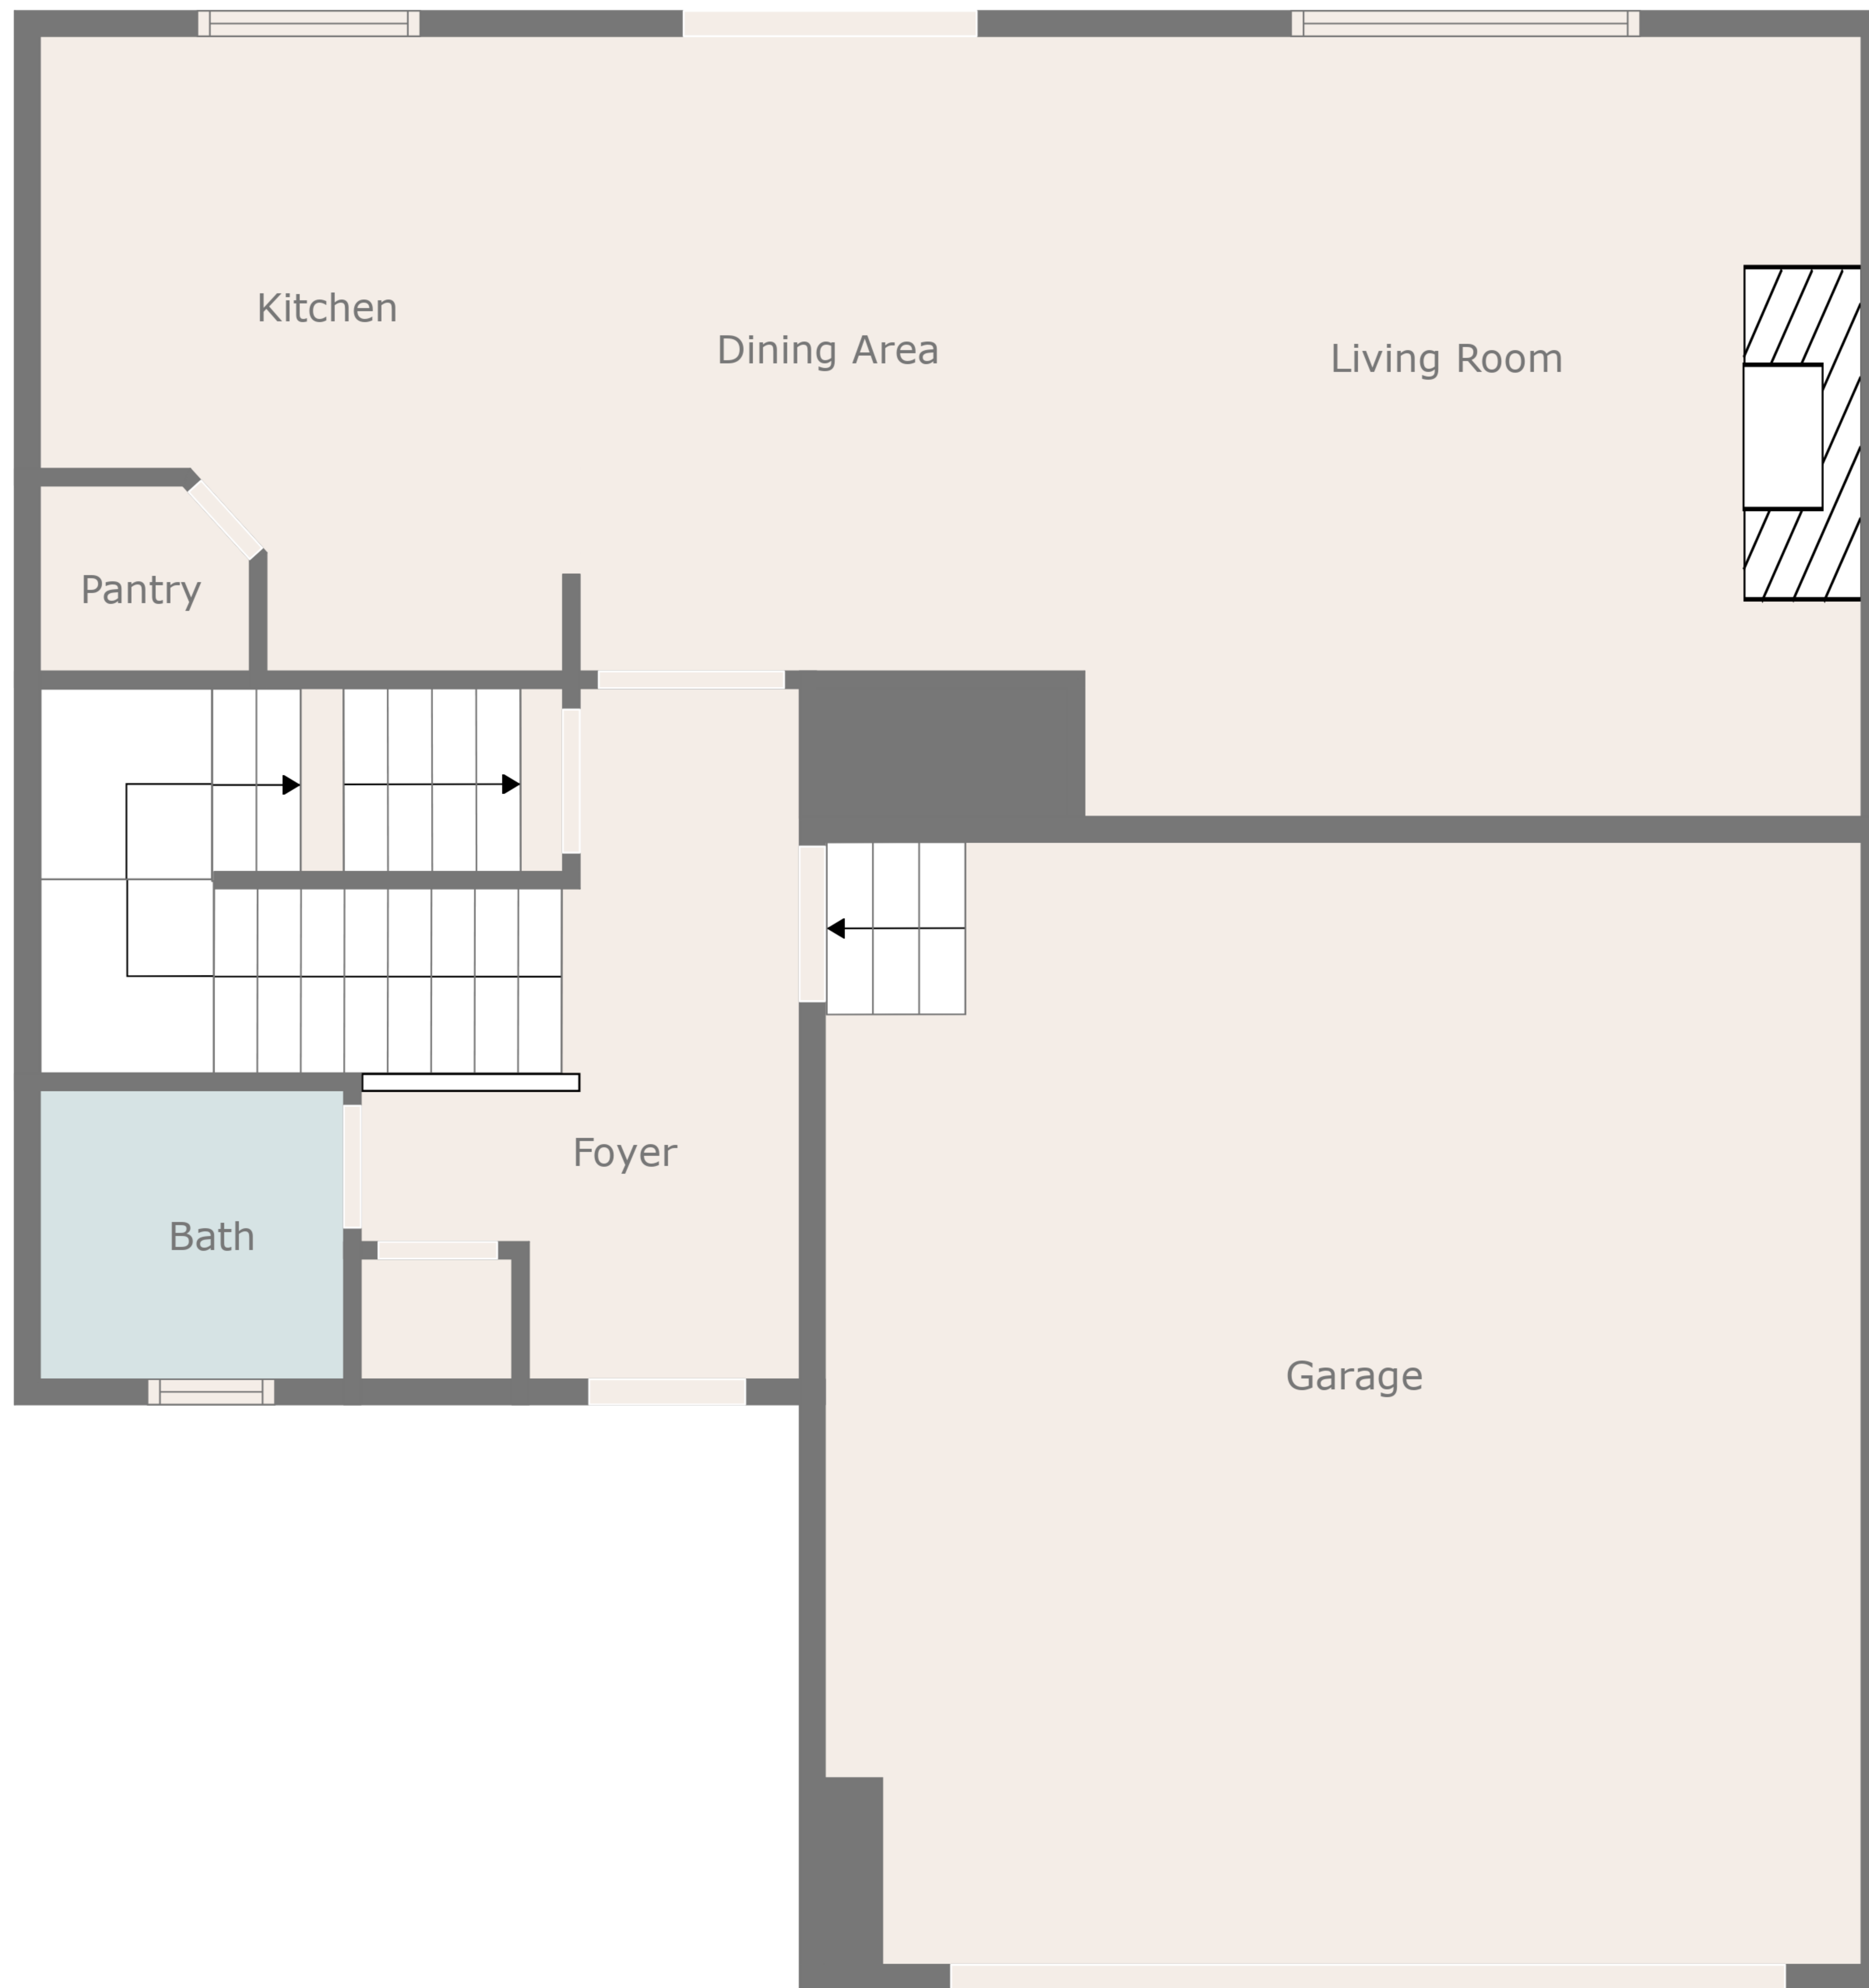 Kitchen
Dining Area
Living Room
Pantry
Foyer
Bath
Garage